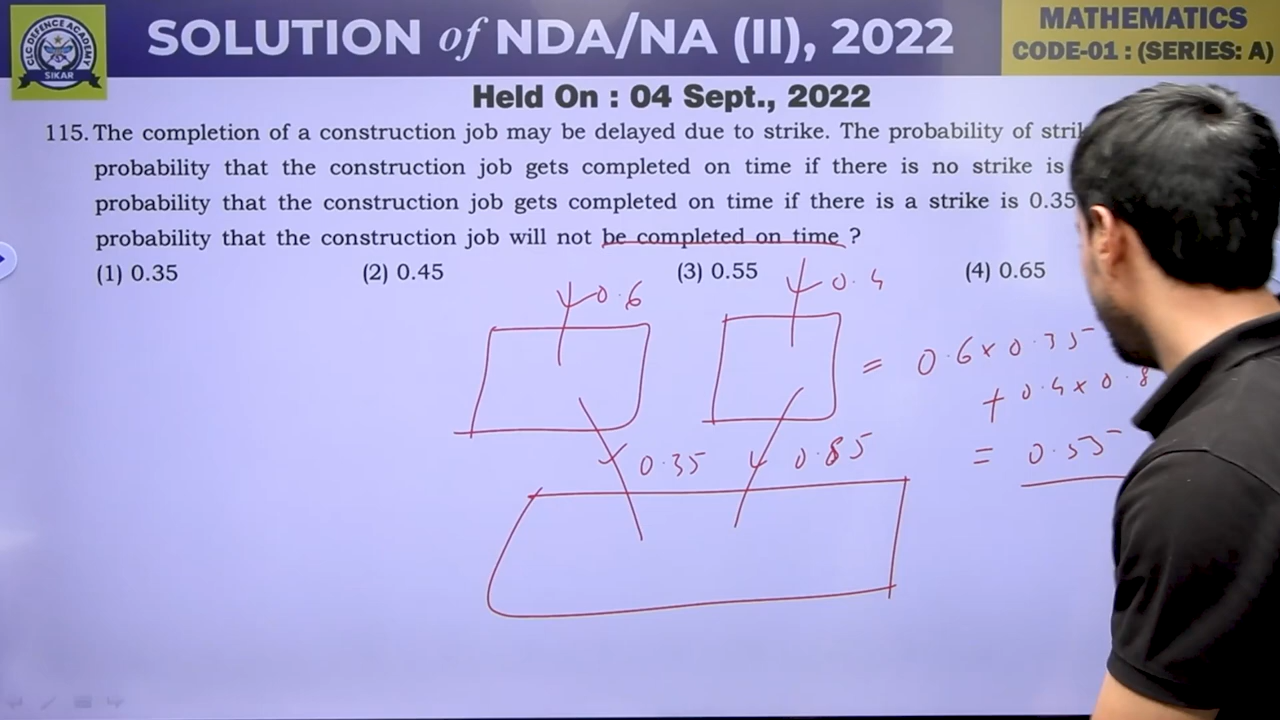 CLC DEFENCE ACADEMY
SIKAR
SOLUTION of NDA/NA (II), 2022
MATHEMATICS
CODE-01 : (SERIES: A)
Held On : 04 Sept., 2022
115. The completion of a construction job may be delayed due to strike. The probability of
probability that the construction job gets completed on time if there is no strike is
probability that the construction job gets completed on time if there is a strike is 0.35
probability that the construction job will not be completed on time ?
(1) 0.35 (2) 0.45 (3) 0.55 (4) 0.65
0.6 0.4
= 0.6 x 0.35
+ 0.4 x 0.8
0.35 0.85
= 0.55